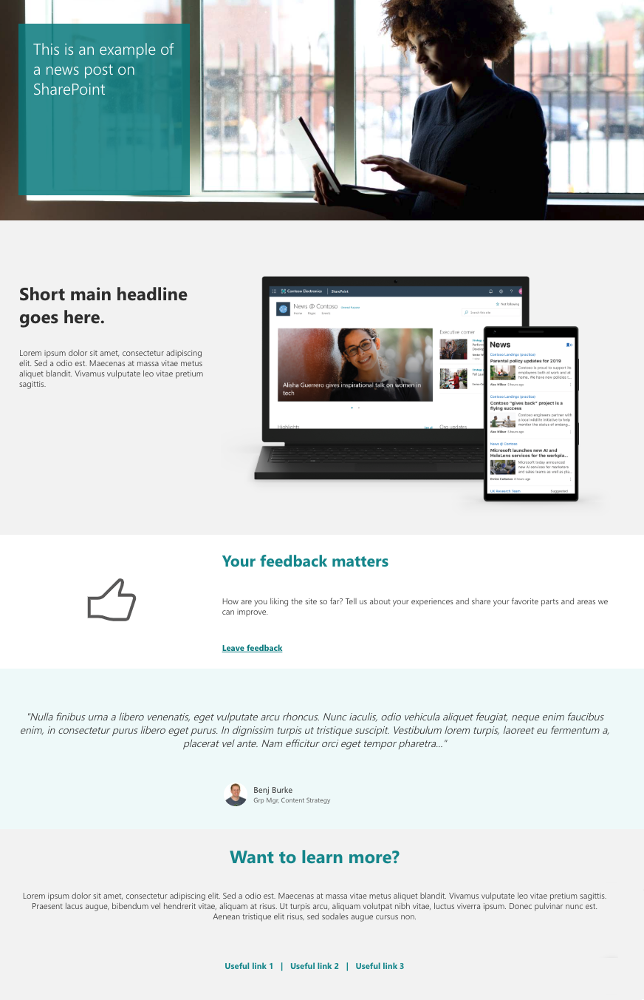 This is an example of
a news post on
SharePoint
Short main headline
goes here.
Lorem ipsum dolor sit amet, consectetur adipiscing
elit. Sed a odio est. Maecenas at massa vitae metus
aliquet blandit. Vivamus vulputate leo vitae pretium
sagittis.
Contoso Electronics | SharePoint
News @ Contoso
Home Pages Events
Not following
Search this site
Executive corner
Alisha Guerrero gives inspirational talk on women in
tech
Highlights
See all
Org updates
News
Contoso Landings (practice)
Parental policy updates for 2019
Contoso is proud to support its
employees both at work and at
home. We have new policies t...
Alex Wilber 5 hours ago
Contoso Landings (practice)
Contoso "gives back" project is a
flying success
Contoso engineers partner with
a local wildlife initiative to help
monitor the status of endang...
Alex Wilber 5 hours ago
News @ Contoso
Microsoft launches new AI and
HoloLens services for the workpla...
Microsoft today announced
new AI services for marketers
and sales teams as well as pla...
8 hours ago
UX Research Team Suggested
Your feedback matters
How are you liking the site so far? Tell us about your experiences and share your favorite parts and areas we
can improve.
Leave feedback
"Nulla finibus urna a libero venenatis, eget vulputate arcu rhoncus. Nunc iaculis, odio vehicula aliquet feugiat, neque enim faucibus
enim, in consectetur purus libero eget purus. In dignissim turpis ut tristique suscipit. Vestibulum lorem turpis, laoreet eu fermentum a,
placerat vel ante. Nam efficitur orci eget tempor pharetra..."
Benj Burke
Grp Mgr, Content Strategy
Want to learn more?
Lorem ipsum dolor sit amet, consectetur adipiscing elit. Sed a odio est. Maecenas at massa vitae metus aliquet blandit. Vivamus vulputate leo vitae pretium sagittis.
Praesent lacus augue, bibendum vel hendrerit vitae, aliquam at risus. Ut turpis arcu, aliquam volutpat nibh vitae, luctus viverra ipsum. Donec pulvinar nunc est.
Aenean tristique elit risus, sed sodales augue cursus non.
Useful link 1 | Useful link 2 | Useful link 3